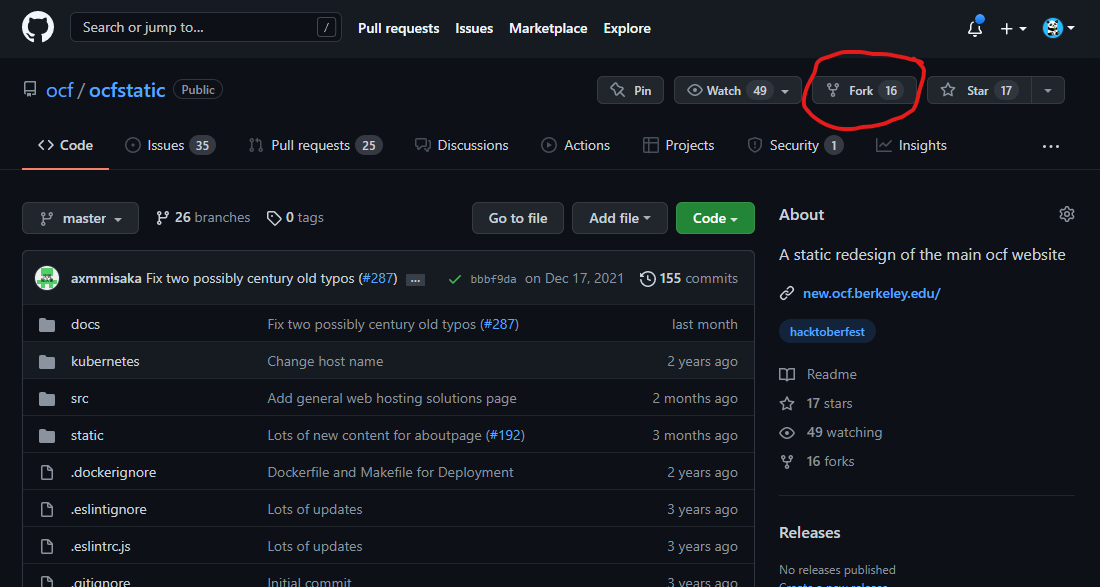 Search or jump to... / Pull requests Issues Marketplace Explore
ocf / ocfstatic Public Pin Watch 49 Fork 16 Star 17
Code Issues 35 Pull requests 25 Discussions Actions Projects Security 1 Insights ...
master 26 branches 0 tags Go to file Add file Code
axmmisaka Fix two possibly century old typos (#287) ... bbbf9da on Dec 17, 2021 155 commits
docs Fix two possibly century old typos (#287) last month
kubernetes Change host name 2 years ago
src Add general web hosting solutions page 2 months ago
static Lots of new content for aboutpage (#192) 3 months ago
.dockerignore Dockerfile and Makefile for Deployment 2 years ago
.eslintignore Lots of updates 3 years ago
.eslintrc.js Lots of updates 3 years ago
.gitignore Initial commit 3 years ago
About
A static redesign of the main ocf website
new.ocf.berkeley.edu/
hacktoberfest
Readme
17 stars
49 watching
16 forks
Releases
No releases published
Create a new release